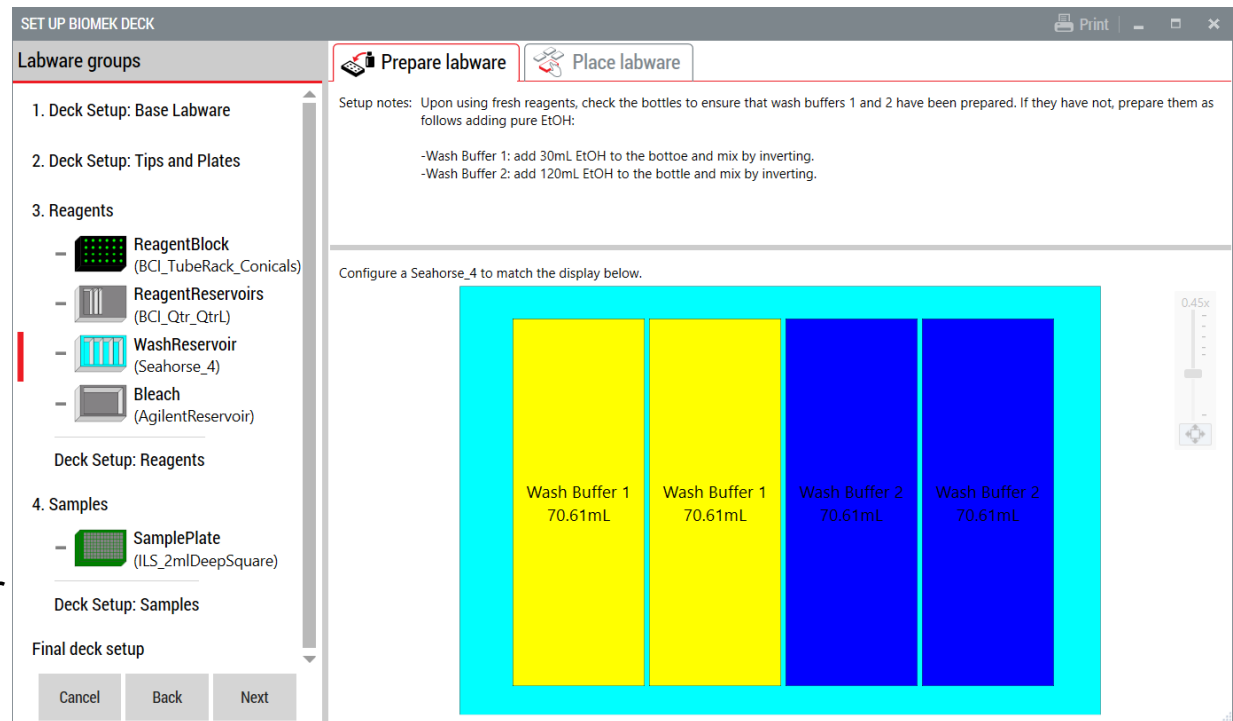 SET UP BIOMEK DECK
Print
Labware groups
Prepare labware
Place labware
1. Deck Setup: Base Labware
2. Deck Setup: Tips and Plates
3. Reagents
ReagentBlock
(BCI_TubeRack_Conicals)
ReagentReservoirs
(BCI_Qtr_QtrL)
WashReservoir
(Seahorse_4)
Bleach
(AgilentReservoir)
Deck Setup: Reagents
4. Samples
SamplePlate
(ILS_2mlDeepSquare)
Deck Setup: Samples
Final deck setup
Cancel
Back
Next
Setup notes: Upon using fresh reagents, check the bottles to ensure that wash buffers 1 and 2 have been prepared. If they have not, prepare them as
follows adding pure EtOH:
-Wash Buffer 1: add 30mL EtOH to the bottoe and mix by inverting.
-Wash Buffer 2: add 120mL EtOH to the bottle and mix by inverting.
Configure a Seahorse_4 to match the display below.
0.45x
Wash Buffer 1
70.61mL
Wash Buffer 1
70.61mL
Wash Buffer 2
70.61mL
Wash Buffer 2
70.61mL